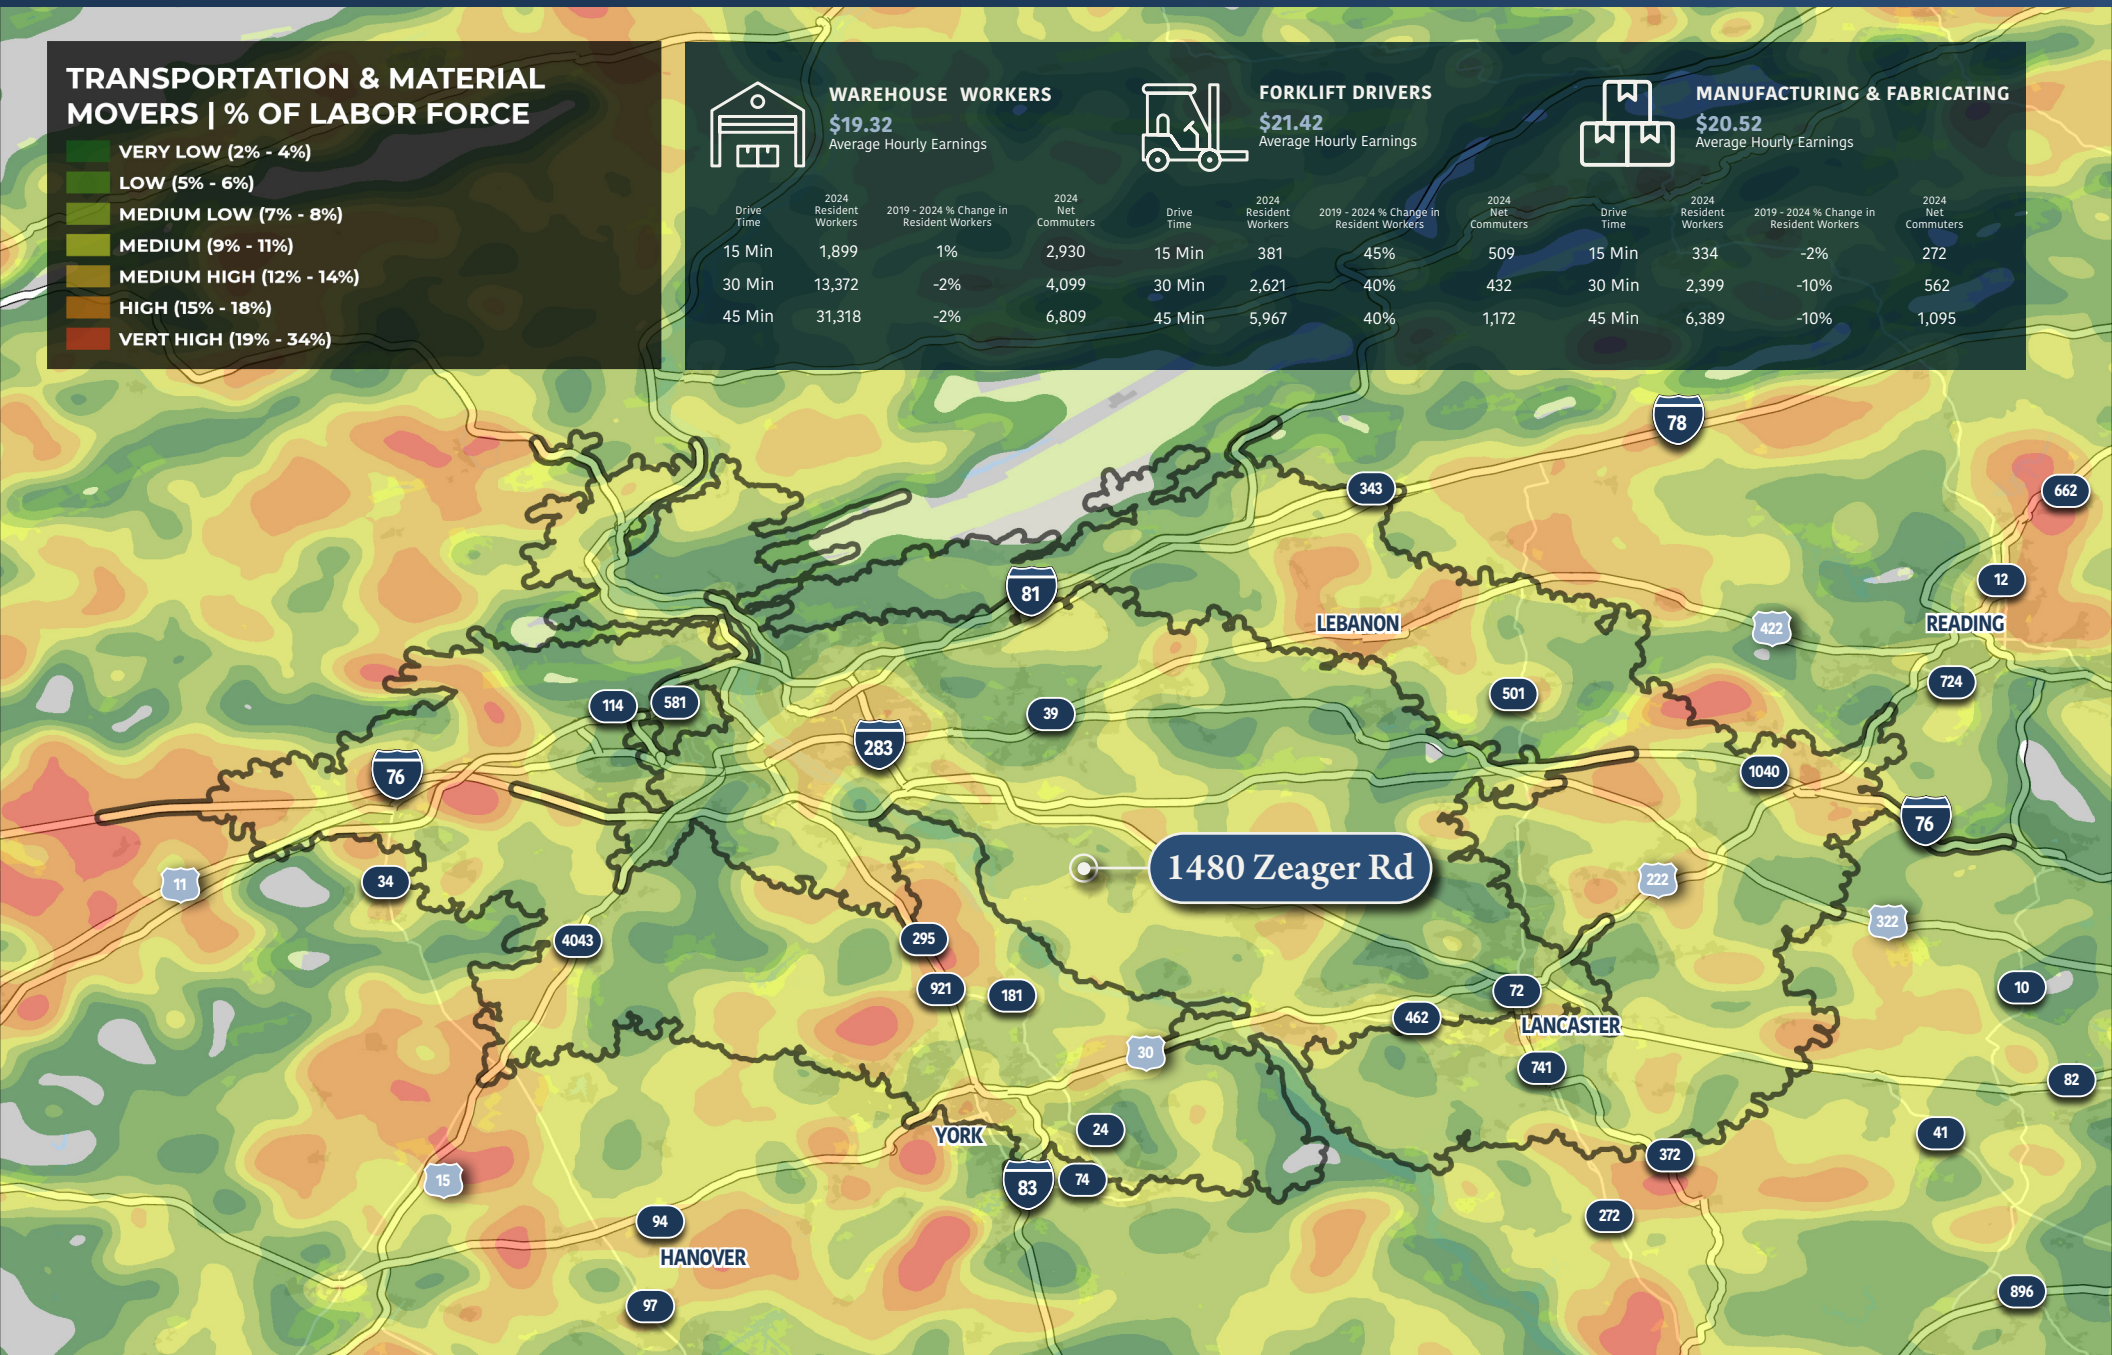 TRANSPORTATION & MATERIAL
MOVERS | % OF LABOR FORCE
VERY LOW (2% - 4%)
LOW (5% - 6%)
MEDIUM LOW (7% - 8%)
MEDIUM (9% - 11%)
MEDIUM HIGH (12% - 14%)
HIGH (15% - 18%)
VERT HIGH (19% - 34%)
WAREHOUSE WORKERS
$19.32
Average Hourly Earnings
Drive Time 2024 Resident Workers 2019 - 2024 % Change in Resident Workers 2024 Net Commuters
15 Min 1,899 1% 2,930
30 Min 13,372 -2% 4,099
45 Min 31,318 -2% 6,809
FORKLIFT DRIVERS
$21.42
Average Hourly Earnings
Drive Time 2024 Resident Workers 2019 - 2024 % Change in Resident Workers 2024 Net Commuters
15 Min 381 45% 509
30 Min 2,621 40% 432
45 Min 5,967 40% 1,172
MANUFACTURING & FABRICATING
$20.52
Average Hourly Earnings
Drive Time 2024 Resident Workers 2019 - 2024 % Change in Resident Workers 2024 Net Commuters
15 Min 334 -2% 272
30 Min 2,399 -10% 562
45 Min 6,389 -10% 1,095
78
343
662
81
12
LEBANON
422
READING
724
501
114
581
39
283
76
1040
76
1480 Zeager Rd
11
34
222
322
4043
295
921
181
72
10
462
LANCASTER
30
741
82
24
YORK
41
372
15
83
74
94
272
HANOVER
97
896